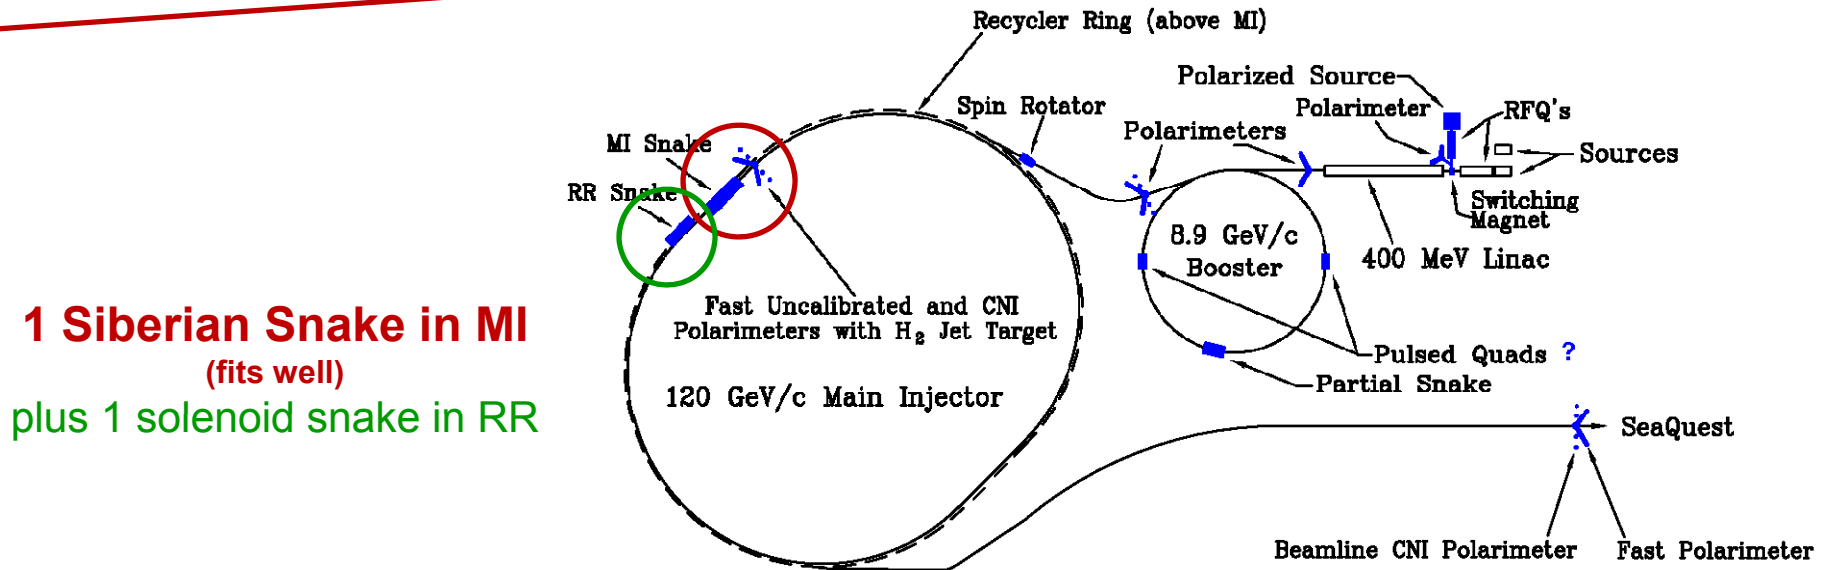 Recycler Ring (above MI)
Polarized Source
Spin Rotator
Polarimeter
RFQ's
Polarimeters
Sources
MI Snake
RR Snake
Switching
Magnet
8.9 GeV/c
Booster
400 MeV Linac
Fast Uncalibrated and CNI
Polarimeters with H₂ Jet Target
1 Siberian Snake in MI
(fits well)
plus 1 solenoid snake in RR
Pulsed Quads ?
Partial Snake
120 GeV/c Main Injector
SeaQuest
Beamline CNI Polarimeter
Fast Polarimeter